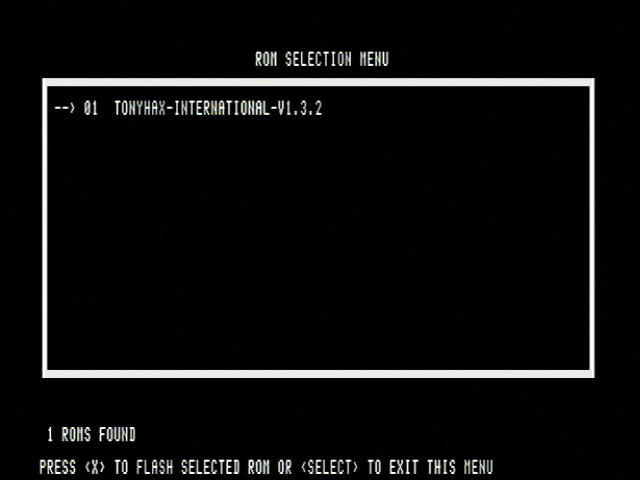 ROM SELECTION MENU
--> 01 TONYHAX-INTERNATIONAL-V1.3.2
1 ROMS FOUND
PRESS <X> TO FLASH SELECTED ROM OR <SELECT> TO EXIT THIS MENU